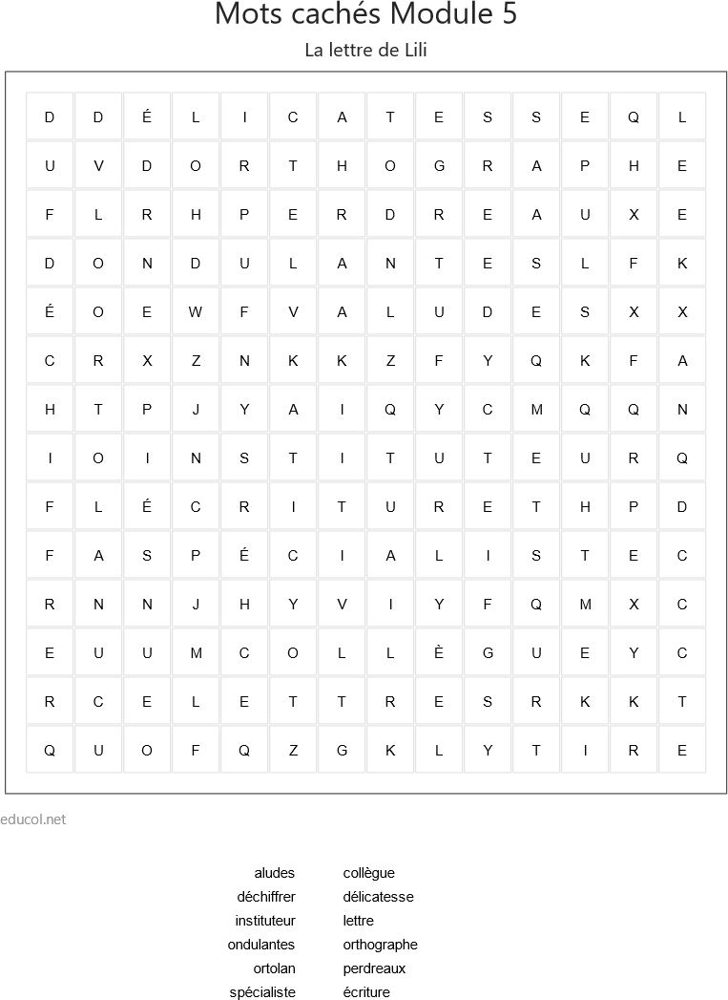 Mots cachés Module 5
La lettre de Lili
D D É L I C A T E S S E Q L
U V D O R T H O G R A P H E
F L R H P E R D R E A U X E
D O N D U L A N T E S L F K
É O E W F V A L U D E S X X
C R X Z N K K Z F Y Q K F A
H T P J Y A I Q Y C M Q Q N
I O I N S T I T U T E U R Q
F L É C R I T U R E T H P D
F A S P É C I A L I S T E C
R N N J H Y V I Y F Q M X C
E U U M C O L L È G U E Y C
R C E L E T T R E S R K K T
Q U O F Q Z G K L Y T I R E
educol.net
aludes collègue
déchiffrer délicatesse
instituteur lettre
ondulantes orthographe
ortolan perdreaux
spécialiste écriture